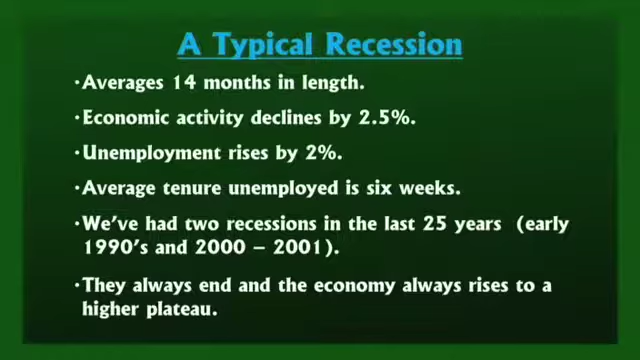 A Typical Recession
·Averages 14 months in length.
·Economic activity declines by 2.5%.
·Unemployment rises by 2%.
·Average tenure unemployed is six weeks.
·We've had two recessions in the last 25 years (early
1990's and 2000 – 2001).
·They always end and the economy always rises to a
higher plateau.